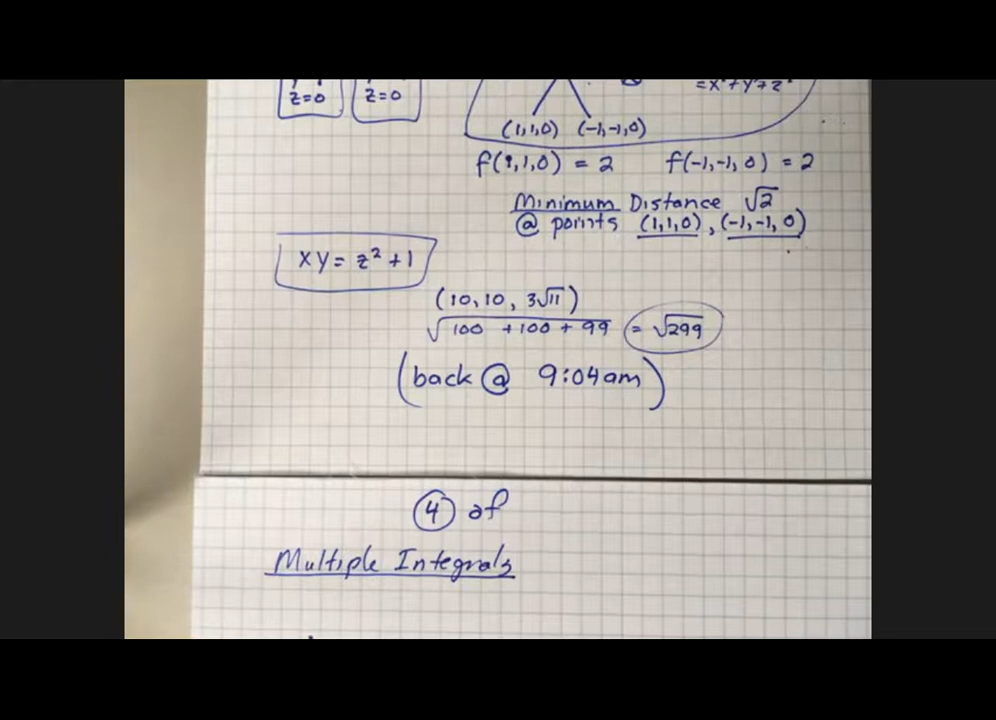 z=0 z=0 = x² + y² + z²
(1,1,0) (-1,-1,0)
f(1,1,0) = 2 f(-1,-1,0) = 2
Minimum Distance √2
@ points (1,1,0), (-1,-1,0)
xy = z² + 1
(10, 10, 3√11)
√100 + 100 + 99 = √299
(back @ 9:04am)
④ of
Multiple Integrals